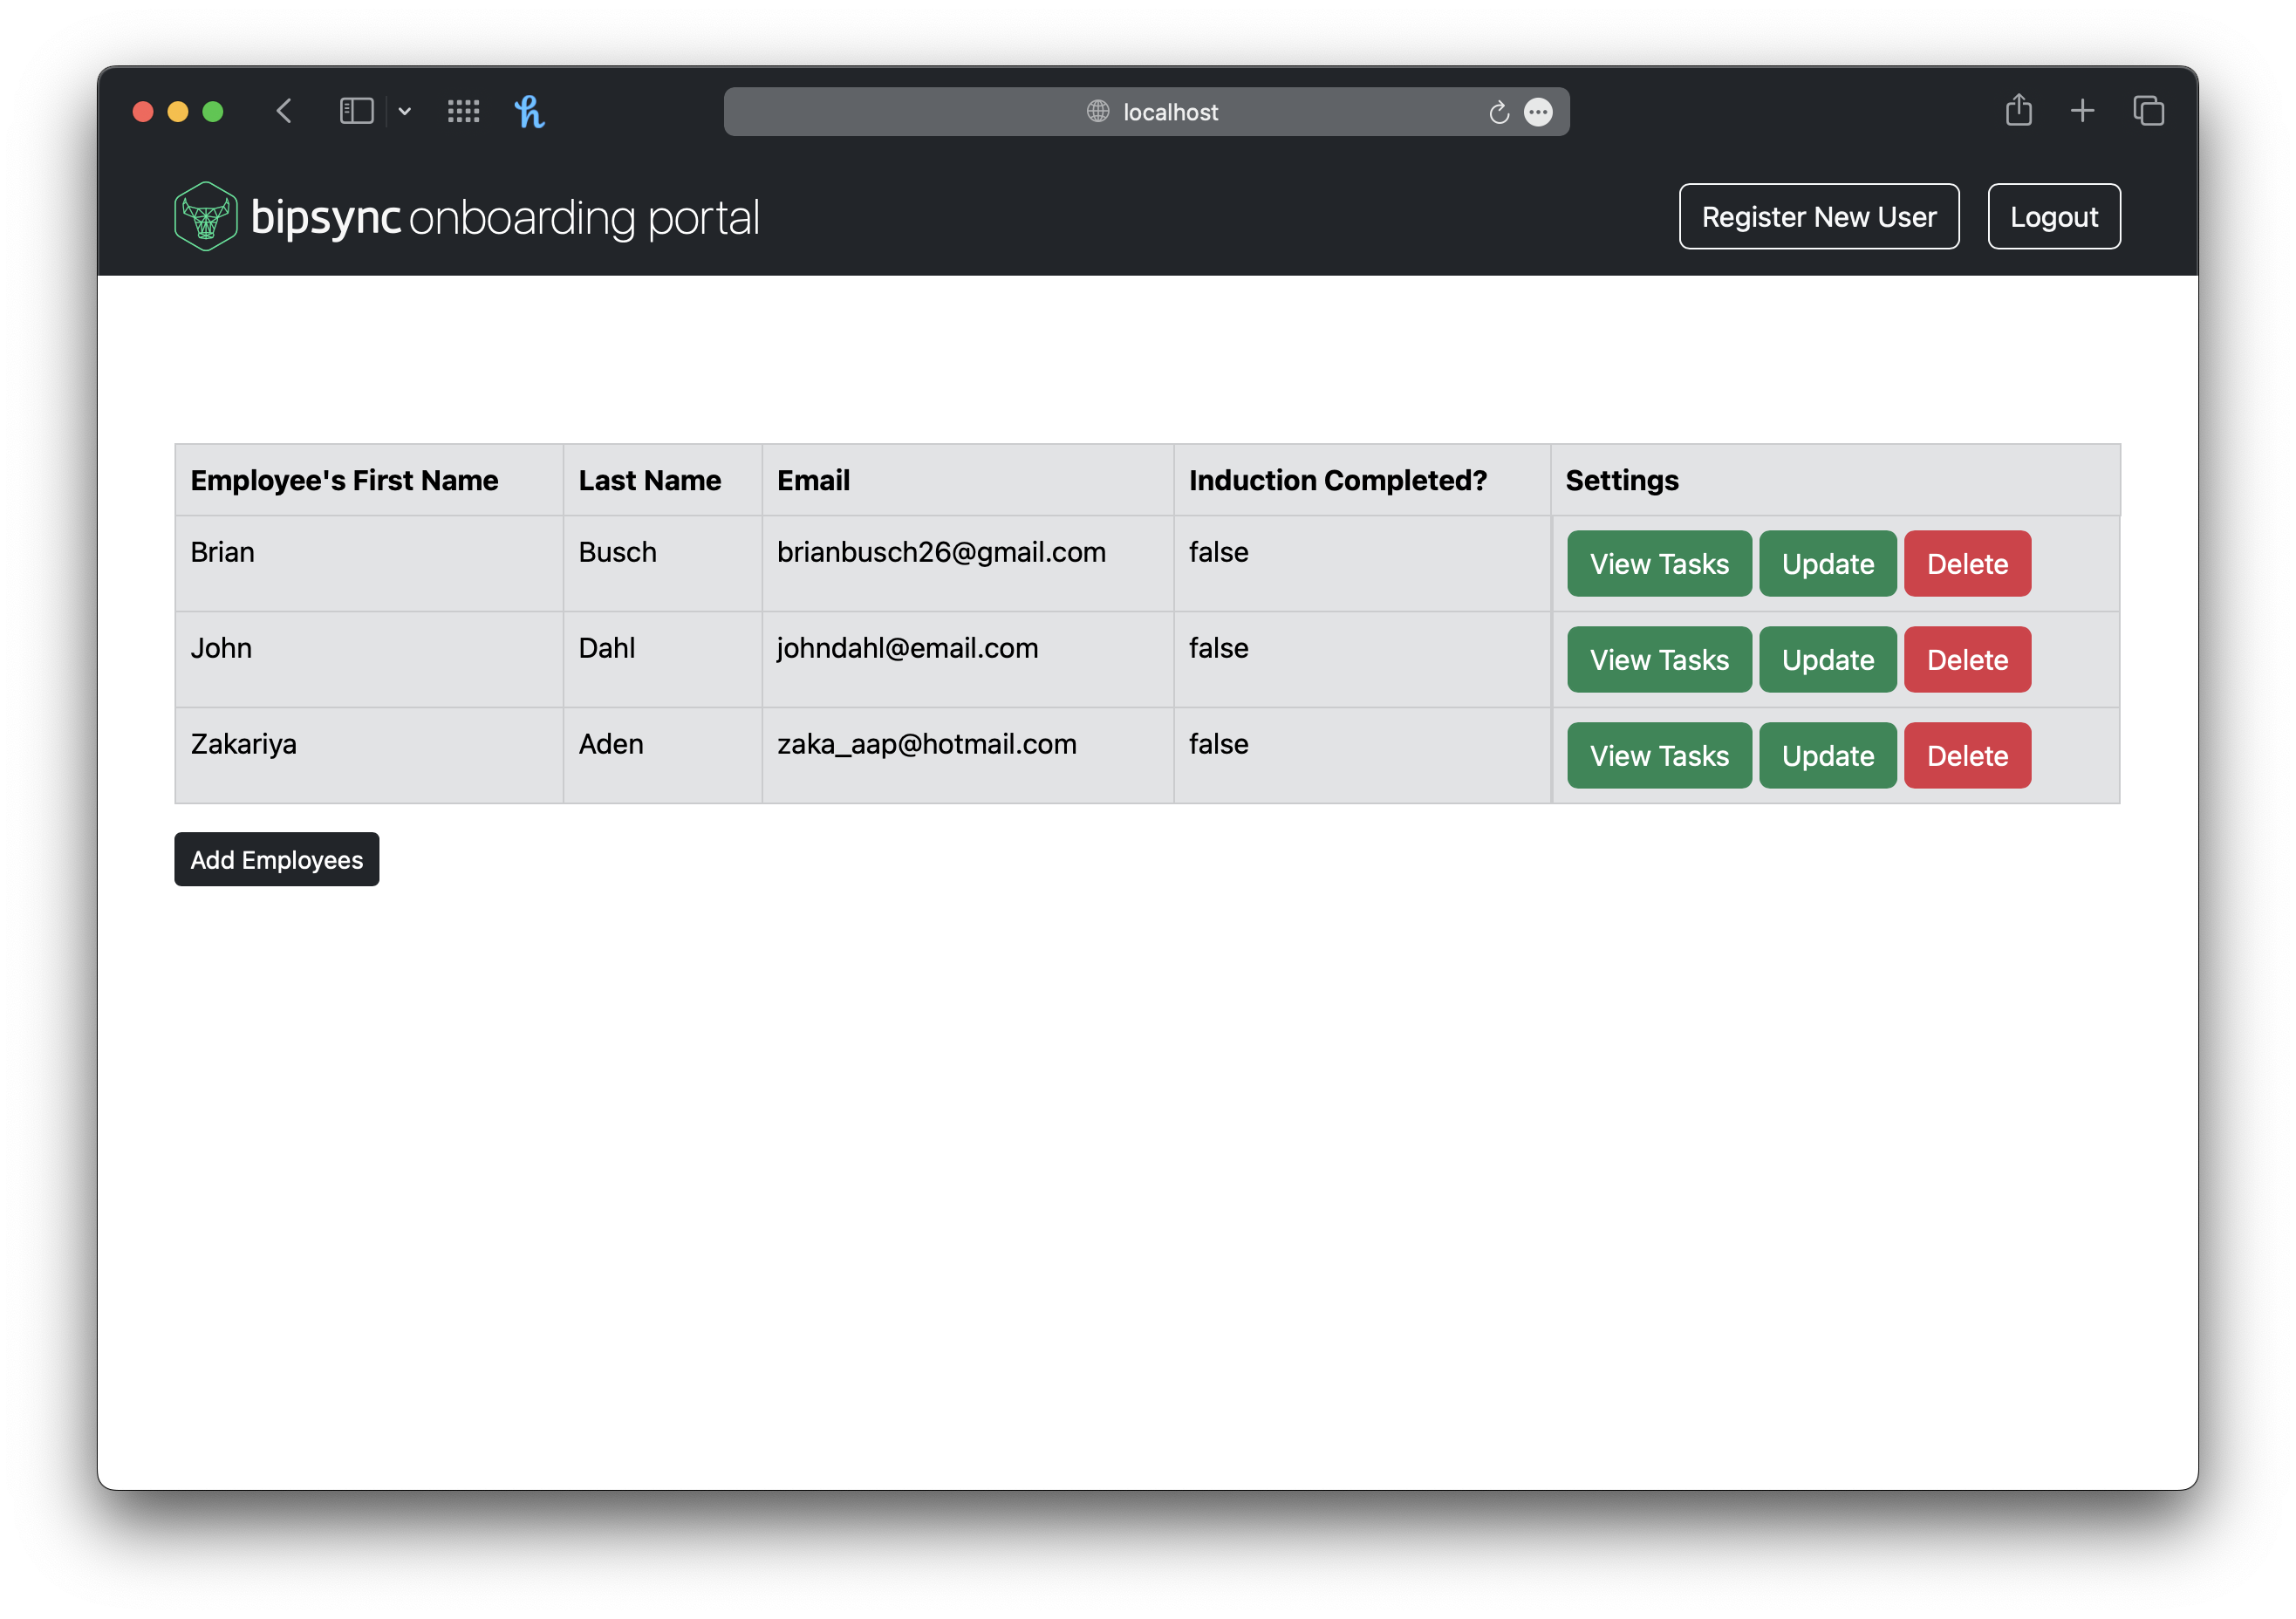 localhost
bipsync onboarding portal
Register New User
Logout
Employee's First Name Last Name Email Induction Completed? Settings
Brian Busch brianbusch26@gmail.com false View Tasks Update Delete
John Dahl johndahl@email.com false View Tasks Update Delete
Zakariya Aden zaka_aap@hotmail.com false View Tasks Update Delete
Add Employees